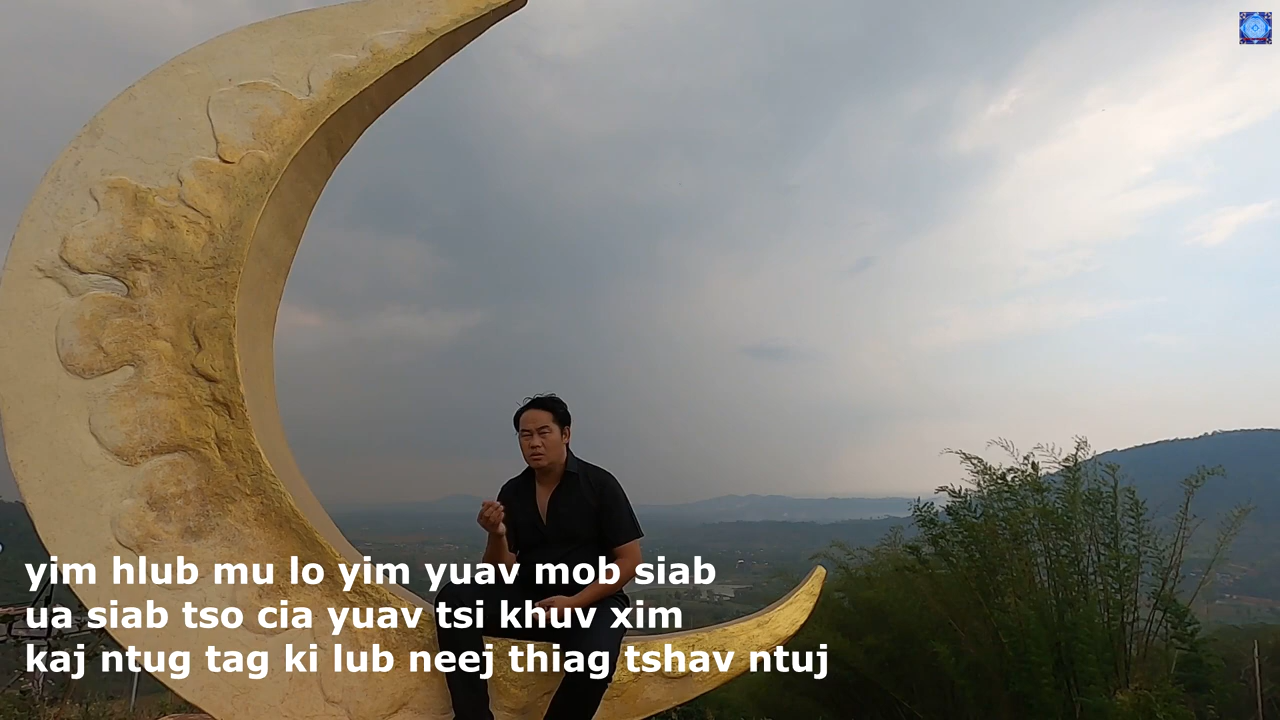 yim hlub mu lo yim yuav mob siab
ua siab tso cia yuav tsi khuv xim
kaj ntug tag ki lub neej thiag tshav ntuj